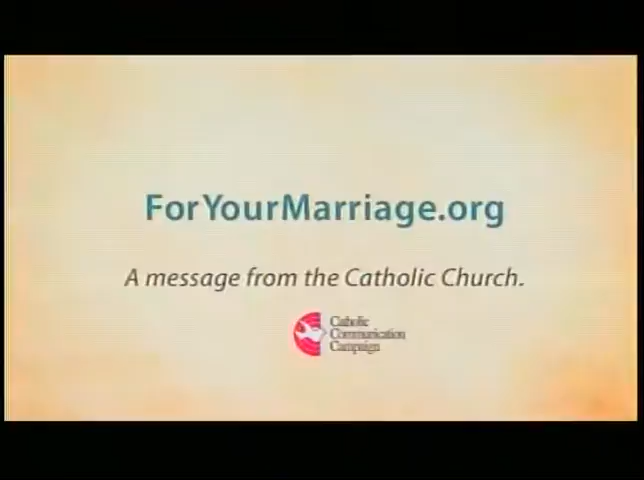 ForYourMarriage.org
A message from the Catholic Church.
Catholic
Communication
Campaign